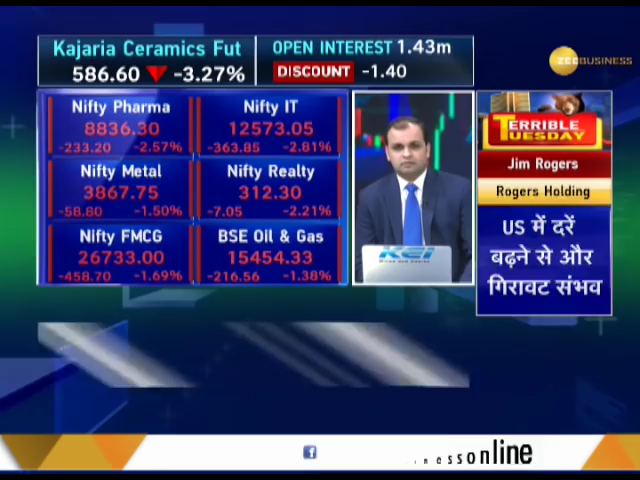 Kajaria Ceramics Fut
586.60 -3.27%
OPEN INTEREST 1.43m
DISCOUNT -1.40
ZEEBUSINESS
Nifty Pharma
8836.30
-233.20 -2.57%
Nifty IT
12573.05
-363.85 -2.81%
Nifty Metal
3867.75
-58.80 -1.50%
Nifty Realty
312.30
-7.05 -2.21%
Nifty FMCG
26733.00
-458.70 -1.69%
BSE Oil & Gas
15454.33
-216.56 -1.38%
KEI
TERRIBLE
TUESDAY
Jim Rogers
Rogers Holding
US में दरें
बढ़ने से और
गिरावट संभव
nessonline